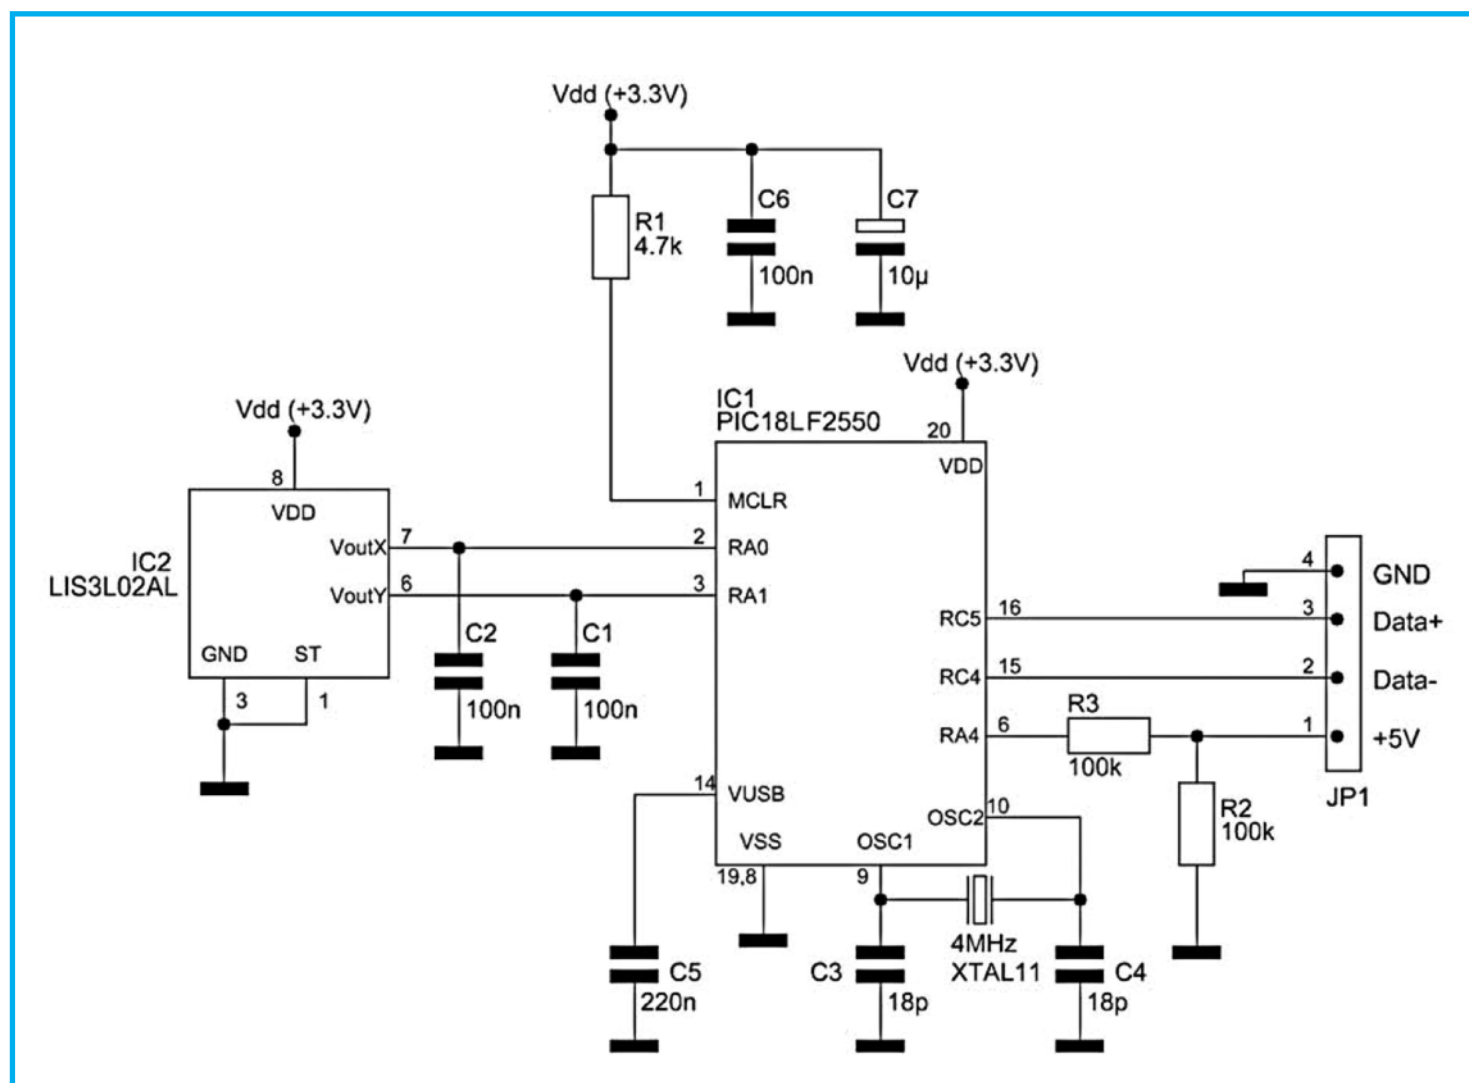 Vdd (+3.3V)
R1
4.7k
C6
100n
C7
10µ
Vdd (+3.3V)
IC1
PIC18LF2550
20
VDD
Vdd (+3.3V)
8
VDD
IC2
LIS3L02AL
VoutX
7
VoutY
6
GND
ST
3
1
C2
100n
C1
100n
1
MCLR
2
RA0
3
RA1
14
VUSB
VSS
19,8
OSC1
9
OSC2
10
RC5
16
RC4
15
RA4
6
R3
100k
R2
100k
4
GND
3
Data+
2
Data-
1
+5V
JP1
C5
220n
C3
18p
4MHz
XTAL11
C4
18p